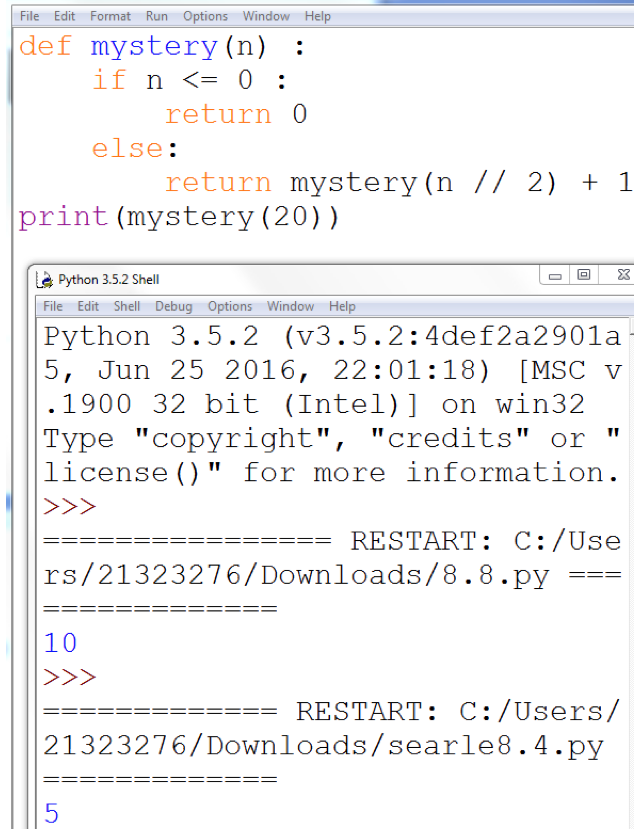 File Edit Format Run Options Window Help
def mystery(n) :
    if n <= 0 :
        return 0
    else:
        return mystery(n // 2) + 1
print(mystery(20))
Python 3.5.2 Shell
File Edit Shell Debug Options Window Help
Python 3.5.2 (v3.5.2:4def2a2901a
5, Jun 25 2016, 22:01:18) [MSC v
.1900 32 bit (Intel)] on win32
Type "copyright", "credits" or "
license()" for more information.
>>>
================ RESTART: C:/Use
rs/21323276/Downloads/8.8.py ===
=============
10
>>>
============= RESTART: C:/Users/
21323276/Downloads/searle8.4.py
=============
5